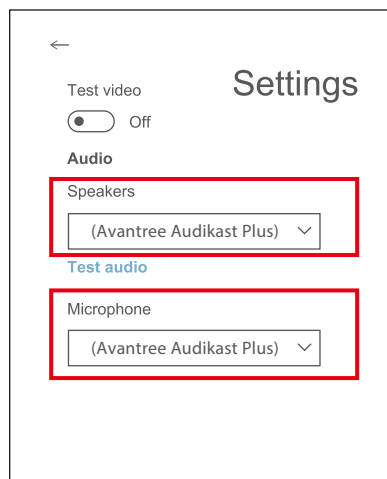 Settings
Test video
Off
Audio
Speakers
(Avantree Audikast Plus)
Test audio
Microphone
(Avantree Audikast Plus)